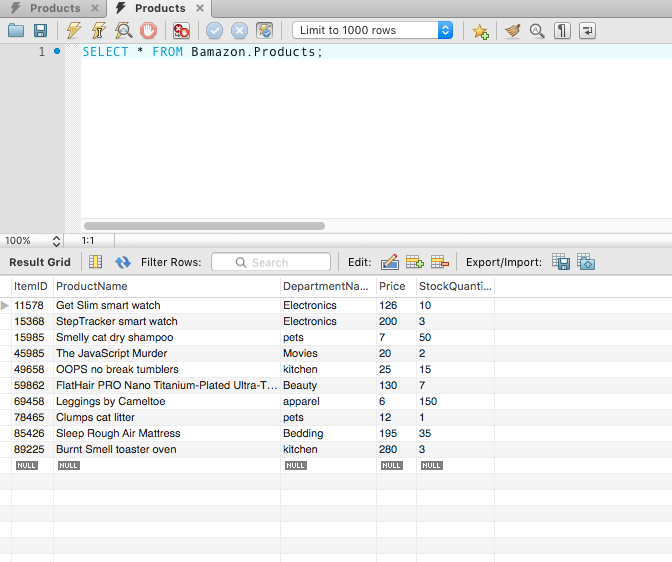 Products Products
Limit to 1000 rows
1 SELECT * FROM Bamazon.Products;
100% 1:1
Result Grid Filter Rows: Search Edit: Export/Import:
ItemID ProductName DepartmentNa... Price StockQuanti...
11578 Get Slim smart watch Electronics 126 10
15368 StepTracker smart watch Electronics 200 3
15985 Smelly cat dry shampoo pets 7 50
45985 The JavaScript Murder Movies 20 2
49658 OOPS no break tumblers kitchen 25 15
59862 FlatHair PRO Nano Titanium-Plated Ultra-T... Beauty 130 7
69458 Leggings by Cameltoe apparel 6 150
78465 Clumps cat litter pets 12 1
85426 Sleep Rough Air Mattress Bedding 195 35
89225 Burnt Smell toaster oven kitchen 280 3
NULL NULL NULL NULL NULL